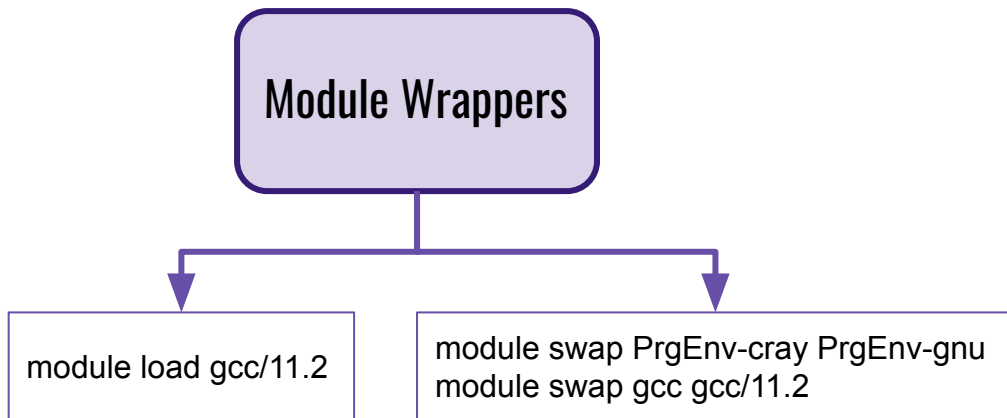 Module Wrappers
module load gcc/11.2
module swap PrgEnv-cray PrgEnv-gnu
module swap gcc gcc/11.2